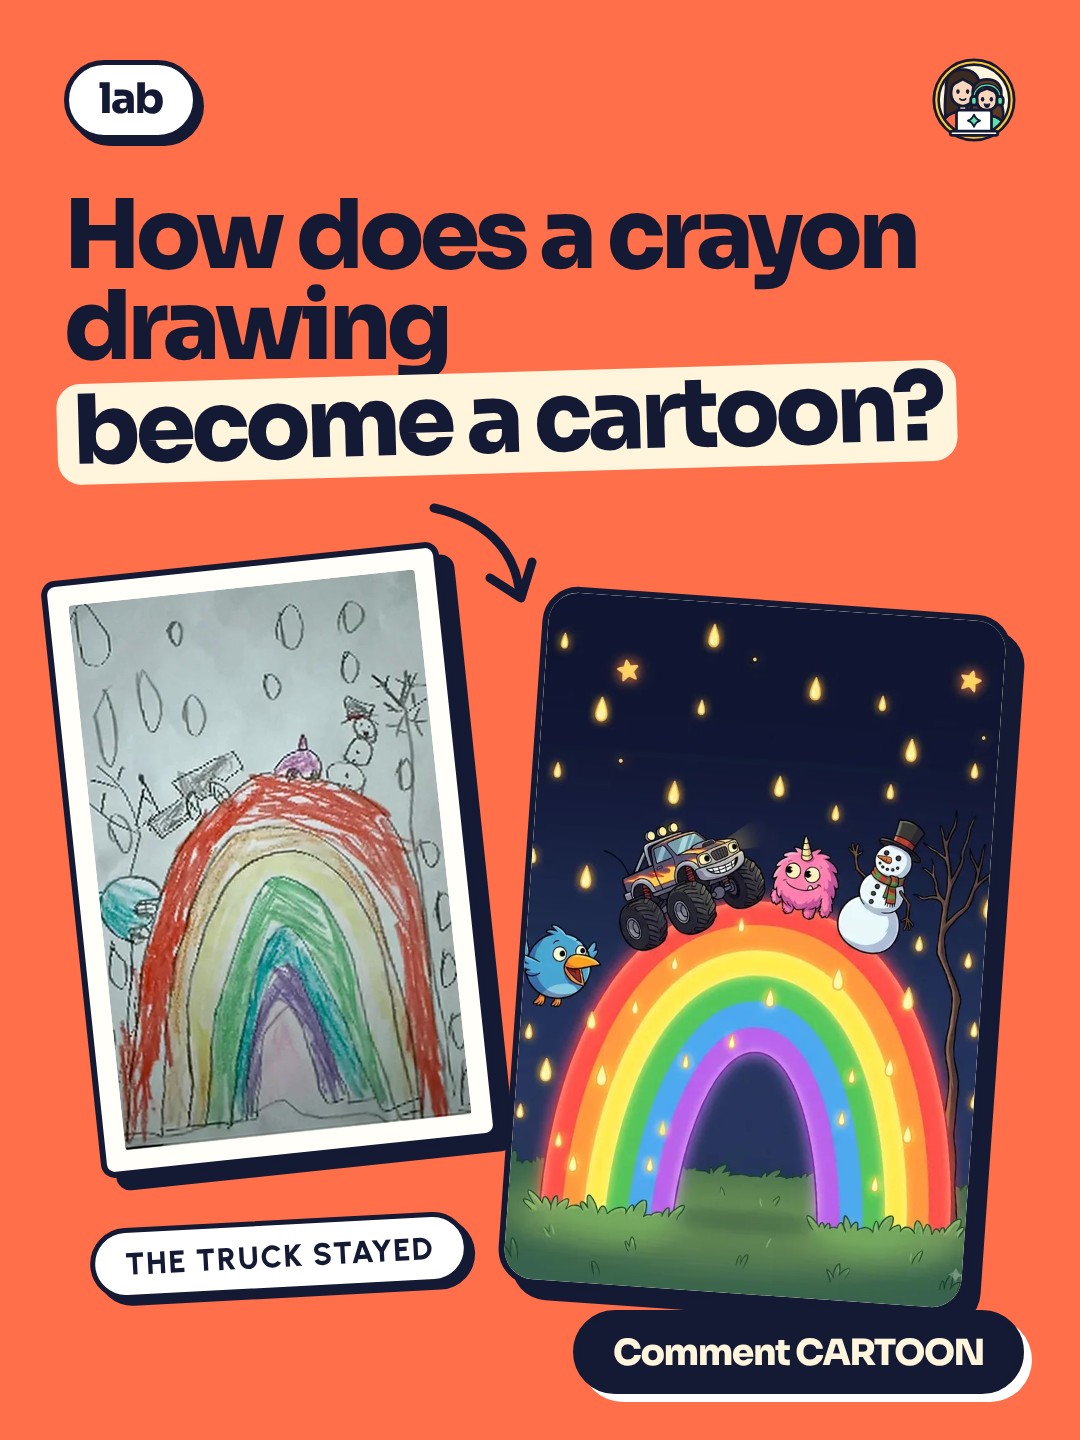 lab
How does a crayon
drawing
become a cartoon?
THE TRUCK STAYED
Comment CARTOON